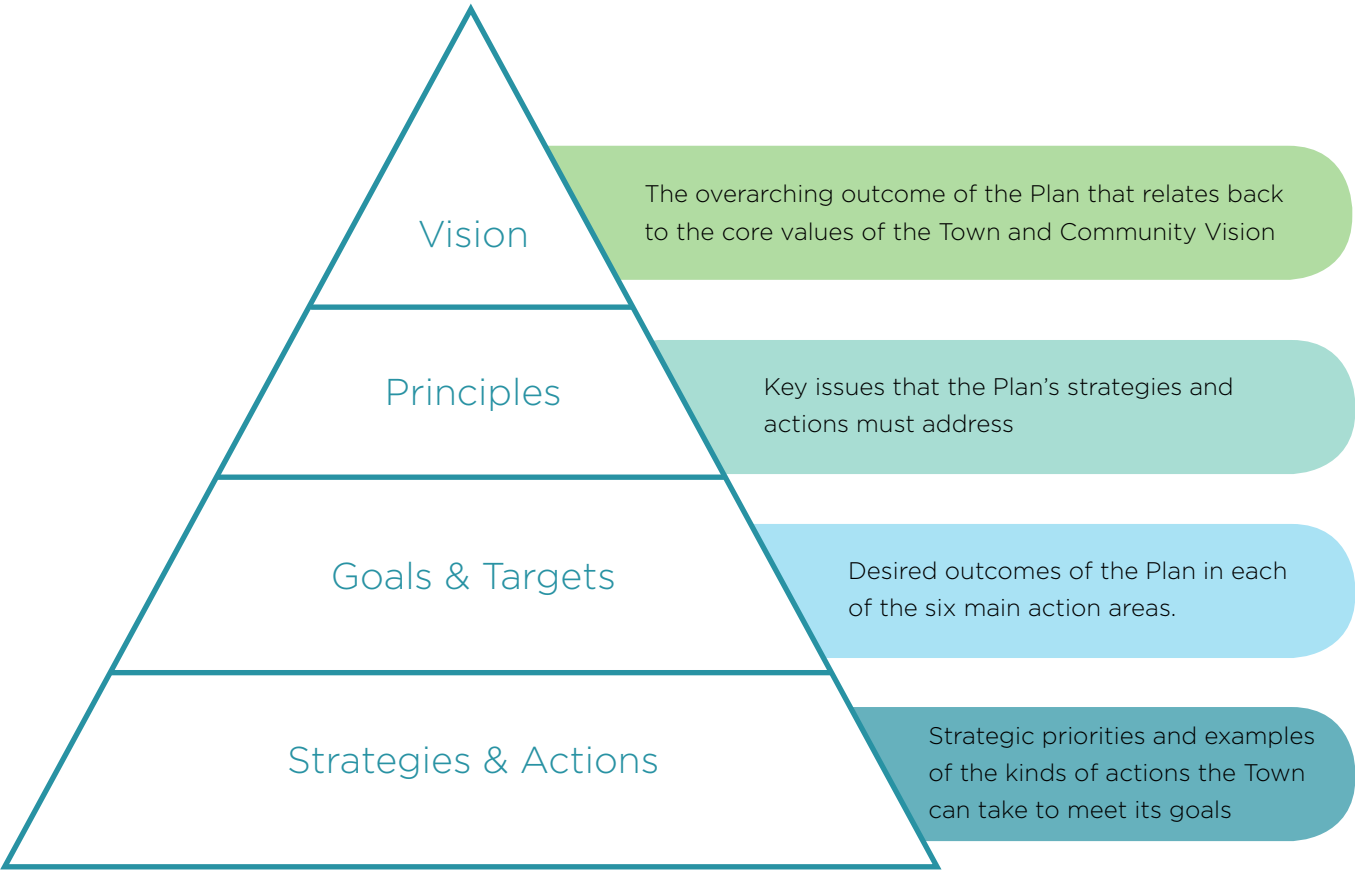 Vision
The overarching outcome of the Plan that relates back
to the core values of the Town and Community Vision
Principles
Key issues that the Plan’s strategies and
actions must address
Goals & Targets
Desired outcomes of the Plan in each
of the six main action areas.
Strategies & Actions
Strategic priorities and examples
of the kinds of actions the Town
can take to meet its goals